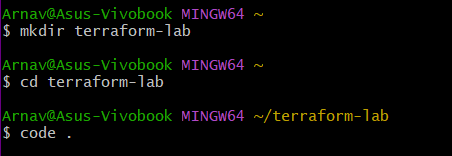 Arnav@Asus-Vivobook MINGW64 ~
$ mkdir terraform-lab
Arnav@Asus-Vivobook MINGW64 ~
$ cd terraform-lab
Arnav@Asus-Vivobook MINGW64 ~/terraform-lab
$ code .